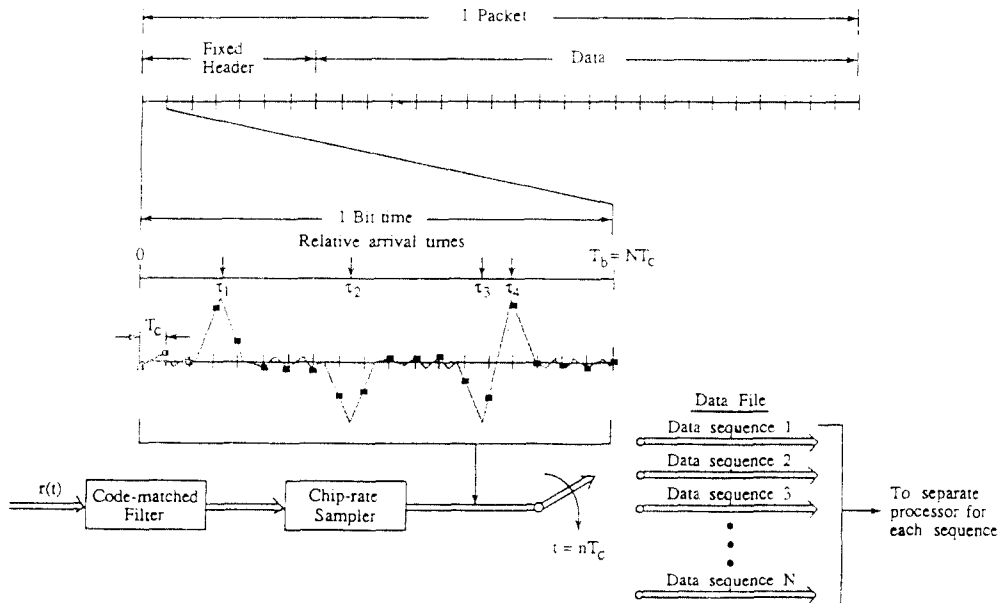 1 Packet
Fixed
Header
Data
1 Bit time
Relative arrival times
0
T_b = NT_c
τ_1
τ_2
τ_3
τ_4
T_c
Data File
Data sequence 1
Data sequence 2
Data sequence 3
Data sequence N
r(t)
Code-matched
Filter
Chip-rate
Sampler
t = nT_c
To separate
processor for
each sequence